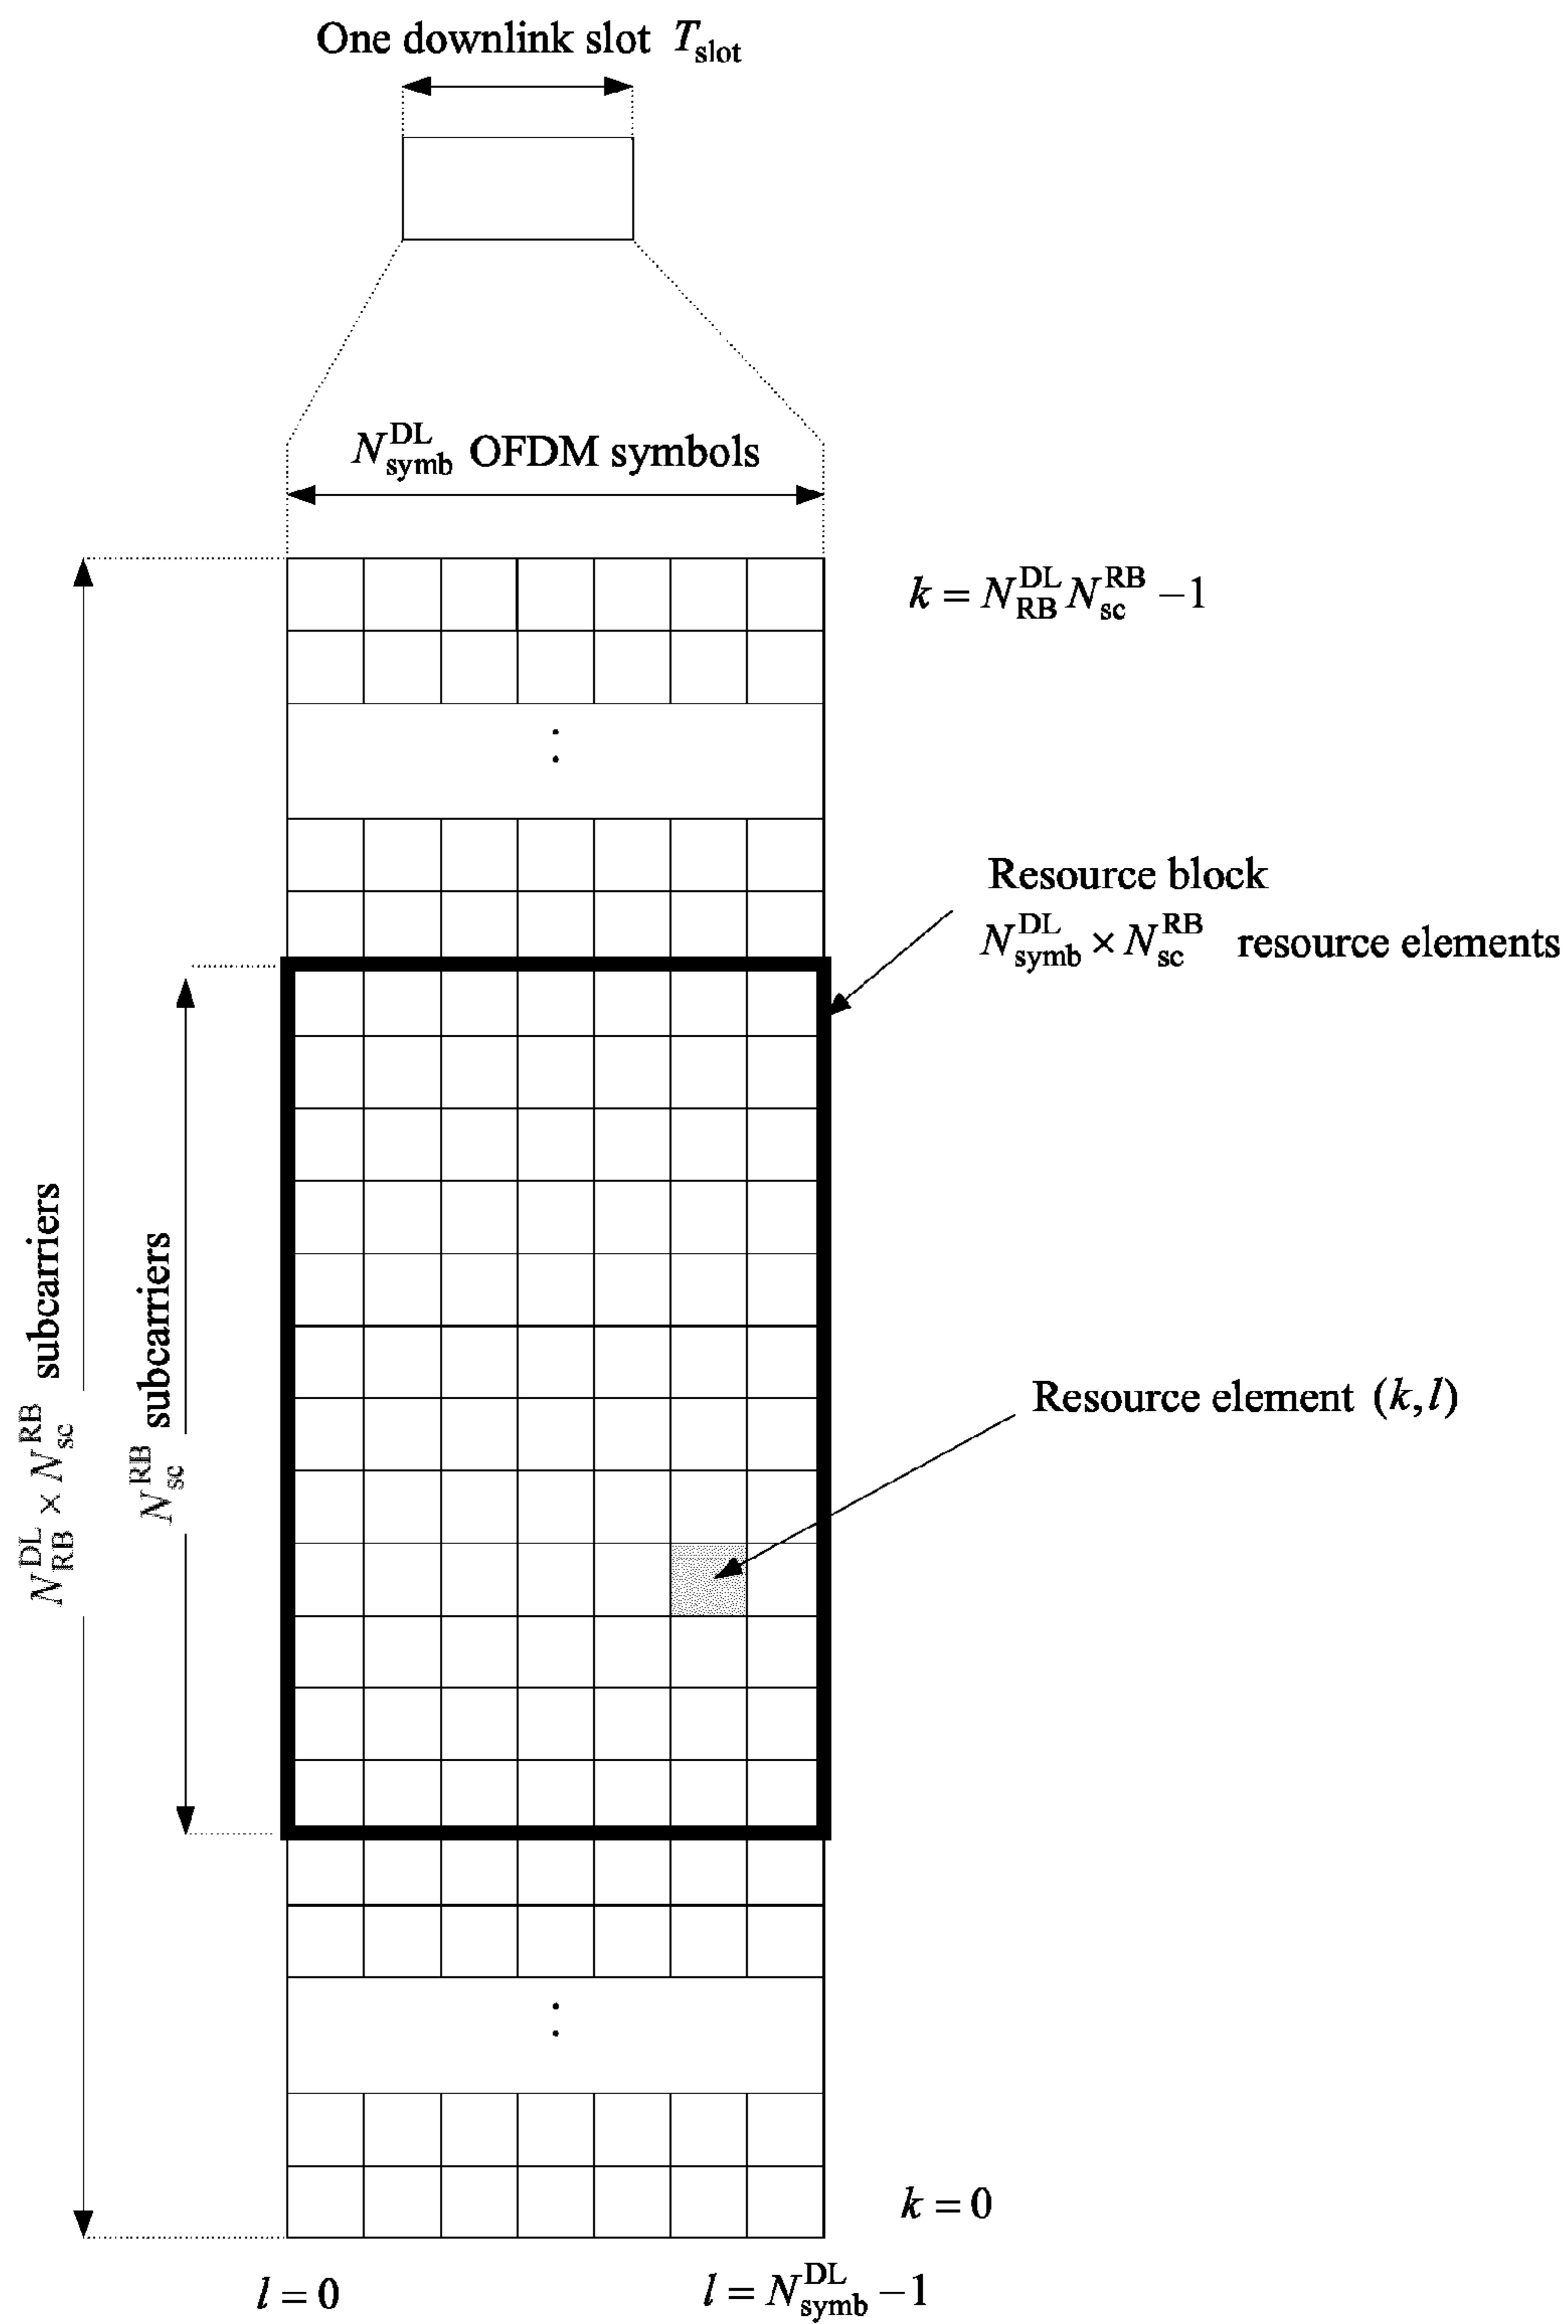 One downlink slot T_slot
N_symb^DL OFDM symbols
k = N_RB^DL N_sc^RB − 1
Resource block
N_symb^DL × N_sc^RB resource elements
N_RB^DL × N_sc^RB subcarriers
N_sc^RB subcarriers
Resource element (k, l)
k = 0
l = 0
l = N_symb^DL − 1